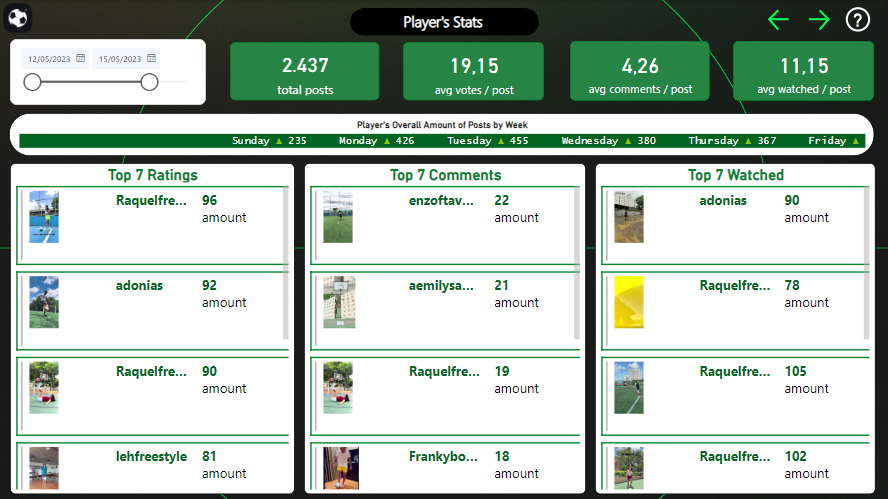 Player's Stats
?
12/05/2023 15/05/2023
2.437
total posts
19,15
avg votes / post
4,26
avg comments / post
11,15
avg watched / post
Player's Overall Amount of Posts by Week
Sunday ▲ 235 Monday ▲ 426 Tuesday ▲ 455 Wednesday ▲ 380 Thursday ▲ 367 Friday ▲
Top 7 Ratings
Raquelfre... 96
amount
adonias 92
amount
Raquelfre... 90
amount
lehfreestyle 81
amount
Top 7 Comments
enzoftav... 22
amount
aemilysa... 21
amount
Raquelfre... 19
amount
Frankybo... 18
amount
Top 7 Watched
adonias 90
amount
Raquelfre... 78
amount
Raquelfre... 105
amount
Raquelfre... 102
amount